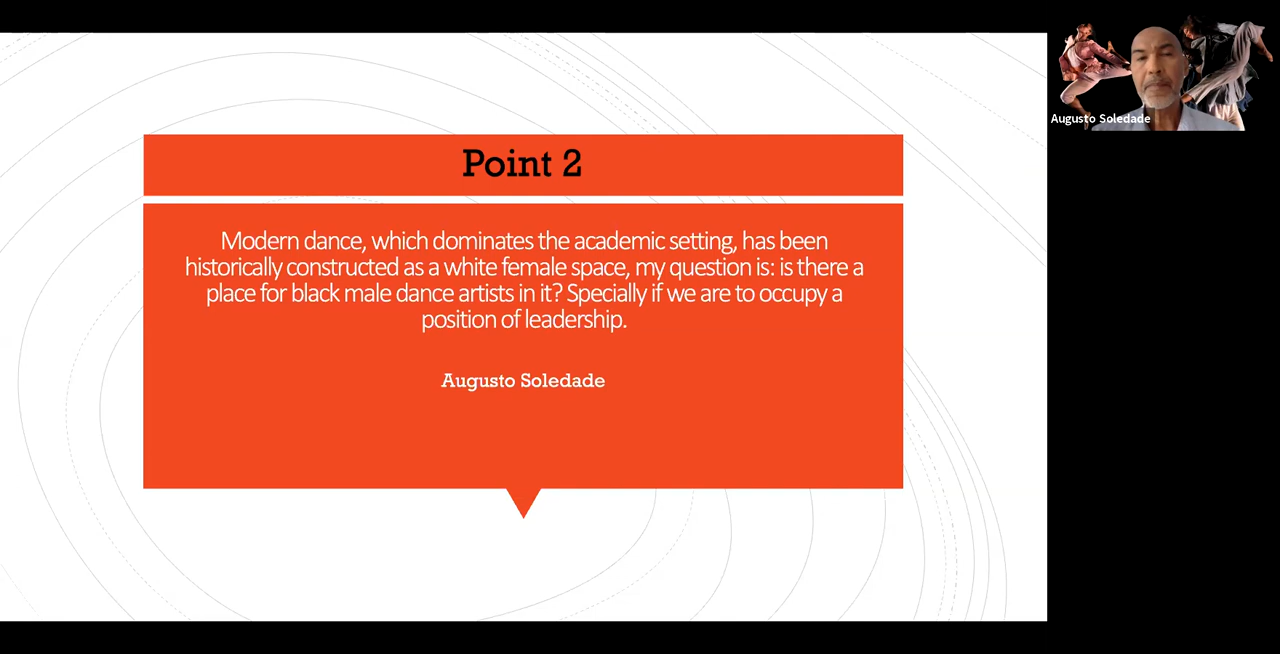 Point 2
Modern dance, which dominates the academic setting, has been
historically constructed as a white female space, my question is: is there a
place for black male dance artists in it? Specially if we are to occupy a
position of leadership.
Augusto Soledade
Augusto Soledade